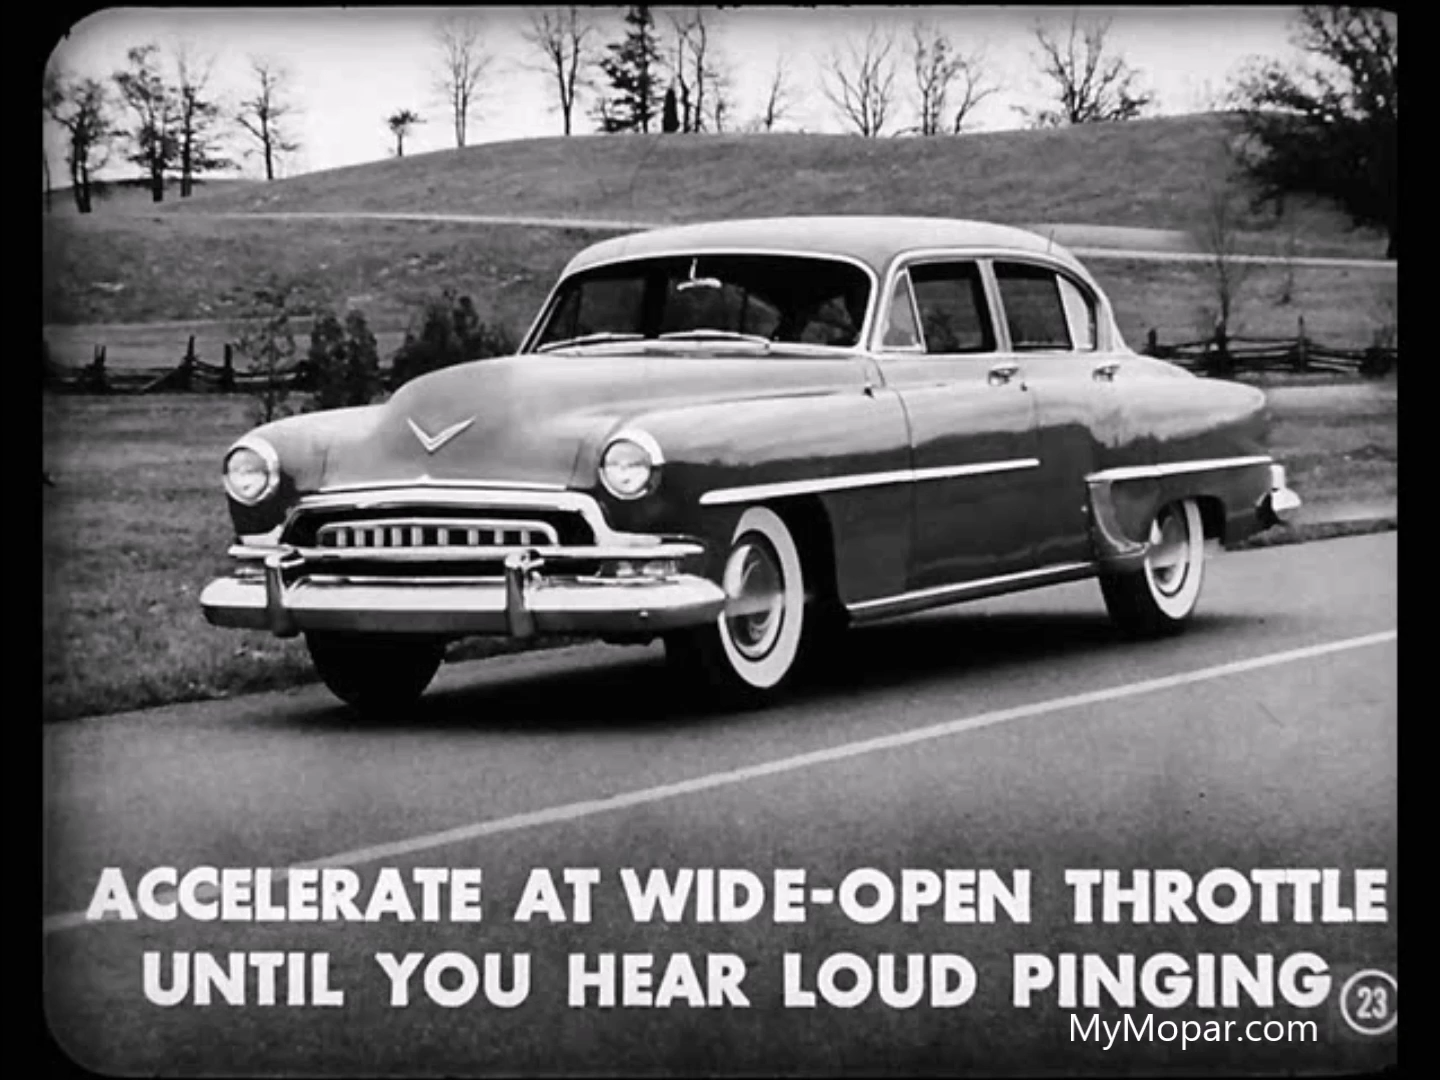 ACCELERATE AT WIDE-OPEN THROTTLE
UNTIL YOU HEAR LOUD PINGING
23
MyMopar.com